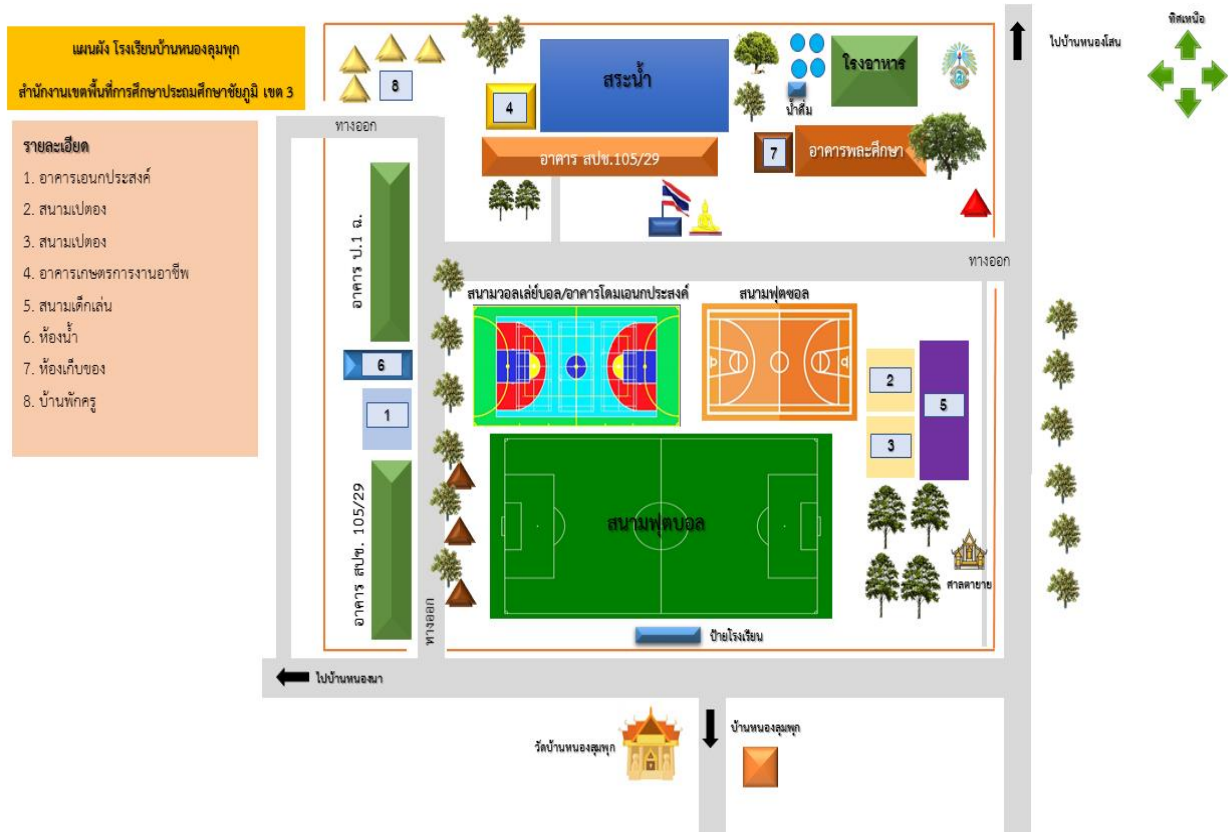 แผนผัง โรงเรียนบ้านหนองลุมพุก
สำนักงานเขตพื้นที่การศึกษาประถมศึกษาชัยภูมิ เขต 3
รายละเอียด
1. อาคารเอนกประสงค์
2. สนามเปตอง
3. สนามเปตอง
4. อาคารเกษตรการงานอาชีพ
5. สนามเด็กเล่น
6. ห้องน้ำ
7. ห้องเก็บของ
8. บ้านพักครู
ทิศเหนือ
ไปบ้านหนองโสน
8
4
สระน้ำ
น้ำดื่ม
โรงอาหาร
ทางออก
อาคาร สปช.105/29
7
อาคารพละศึกษา
อาคาร ป.1 ฉ.
ทางออก
สนามวอลเล่ย์บอล/อาคารโดมเอนกประสงค์
สนามฟุตซอล
6
1
2
5
3
อาคาร สปช. 105/29
สนามฟุตบอล
ศาลตายาย
ทางออก
ป้ายโรงเรียน
ไปบ้านหนองนา
วัดบ้านหนองลุมพุก
บ้านหนองลุมพุก